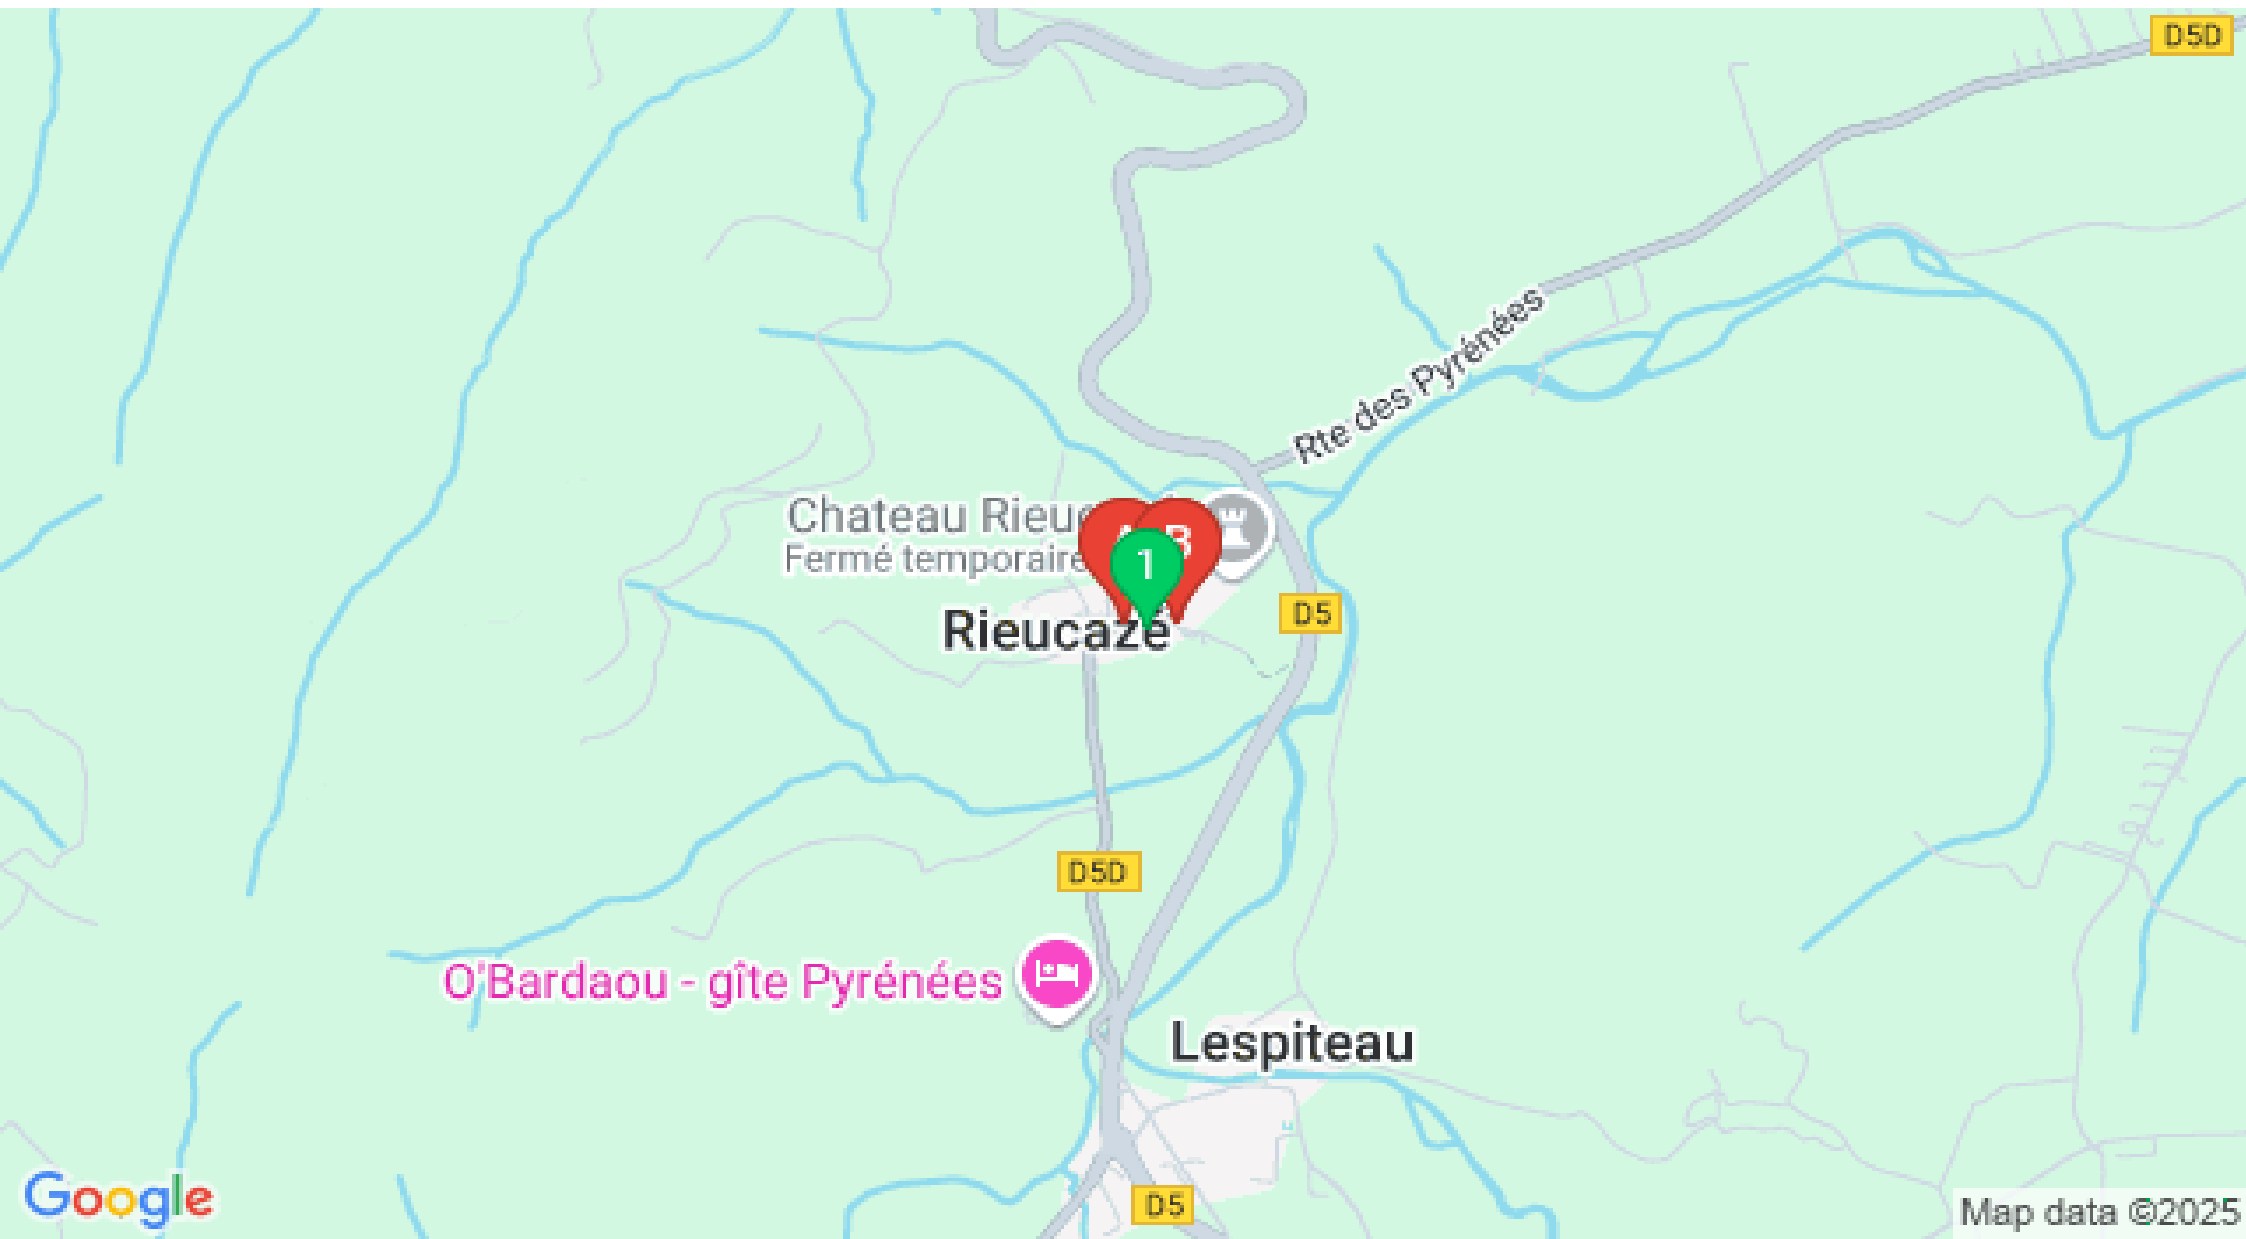 D5D
Rte des Pyrénées
Chateau Rieuc
Fermé temporaire
A
B
1
D5
Rieucazé
D5D
O'Bardaou - gîte Pyrénées
Lespiteau
D5
Google
Map data ©2025